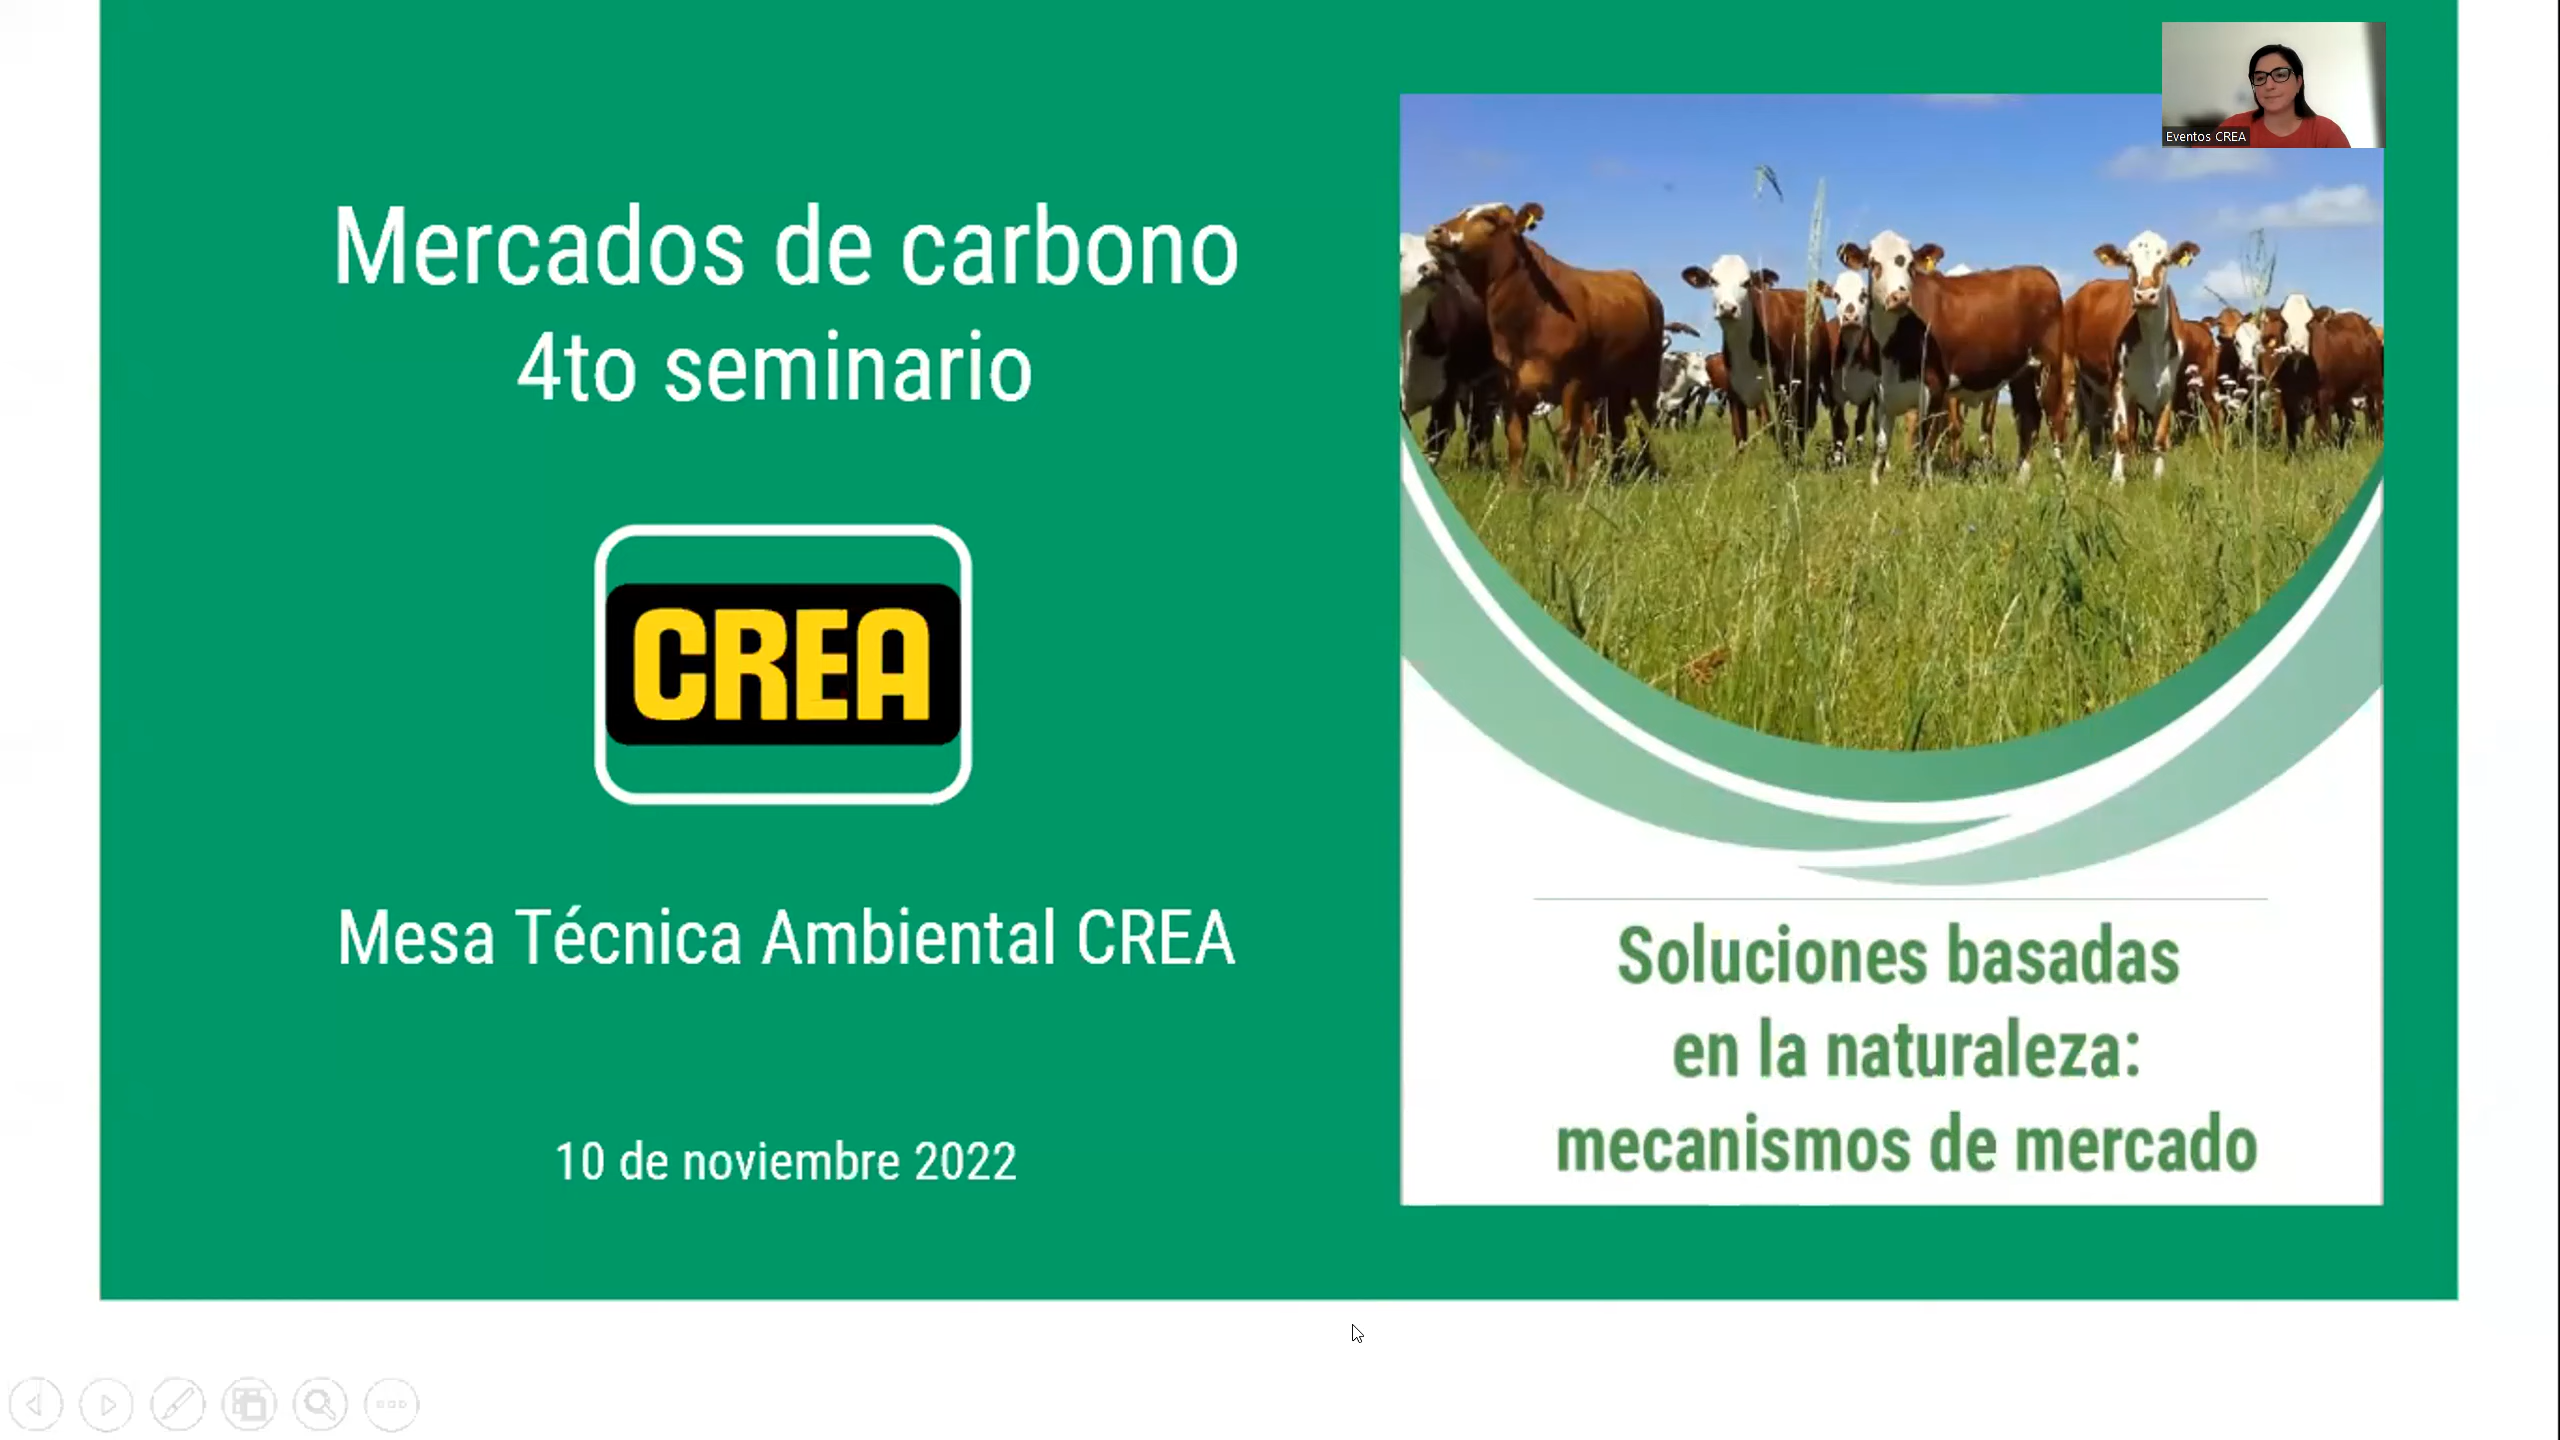 Mercados de carbono
4to seminario
CREA
Mesa Técnica Ambiental CREA
10 de noviembre 2022
Eventos CREA
Soluciones basadas
en la naturaleza:
mecanismos de mercado